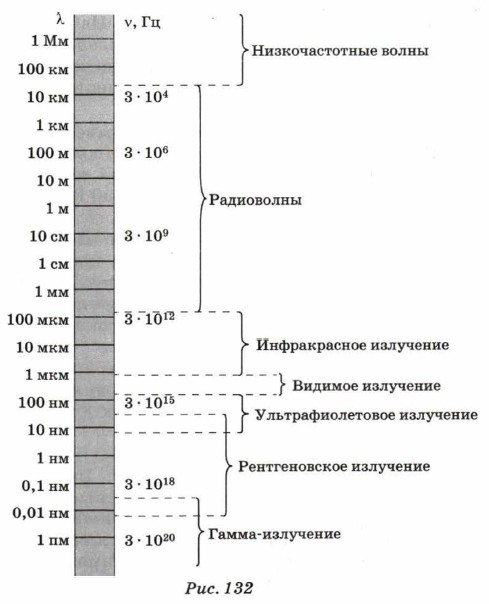 λ ν, Гц
1 Мм
Низкочастотные волны
100 км
10 км 3 · 10⁴
1 км
100 м 3 · 10⁶
10 м
1 м Радиоволны
10 см 3 · 10⁹
1 см
1 мм
100 мкм 3 · 10¹²
10 мкм Инфракрасное излучение
1 мкм
Видимое излучение
100 нм 3 · 10¹⁵
Ультрафиолетовое излучение
10 нм
1 нм Рентгеновское излучение
0,1 нм 3 · 10¹⁸
0,01 нм
Гамма-излучение
1 пм 3 · 10²⁰
Рис. 132